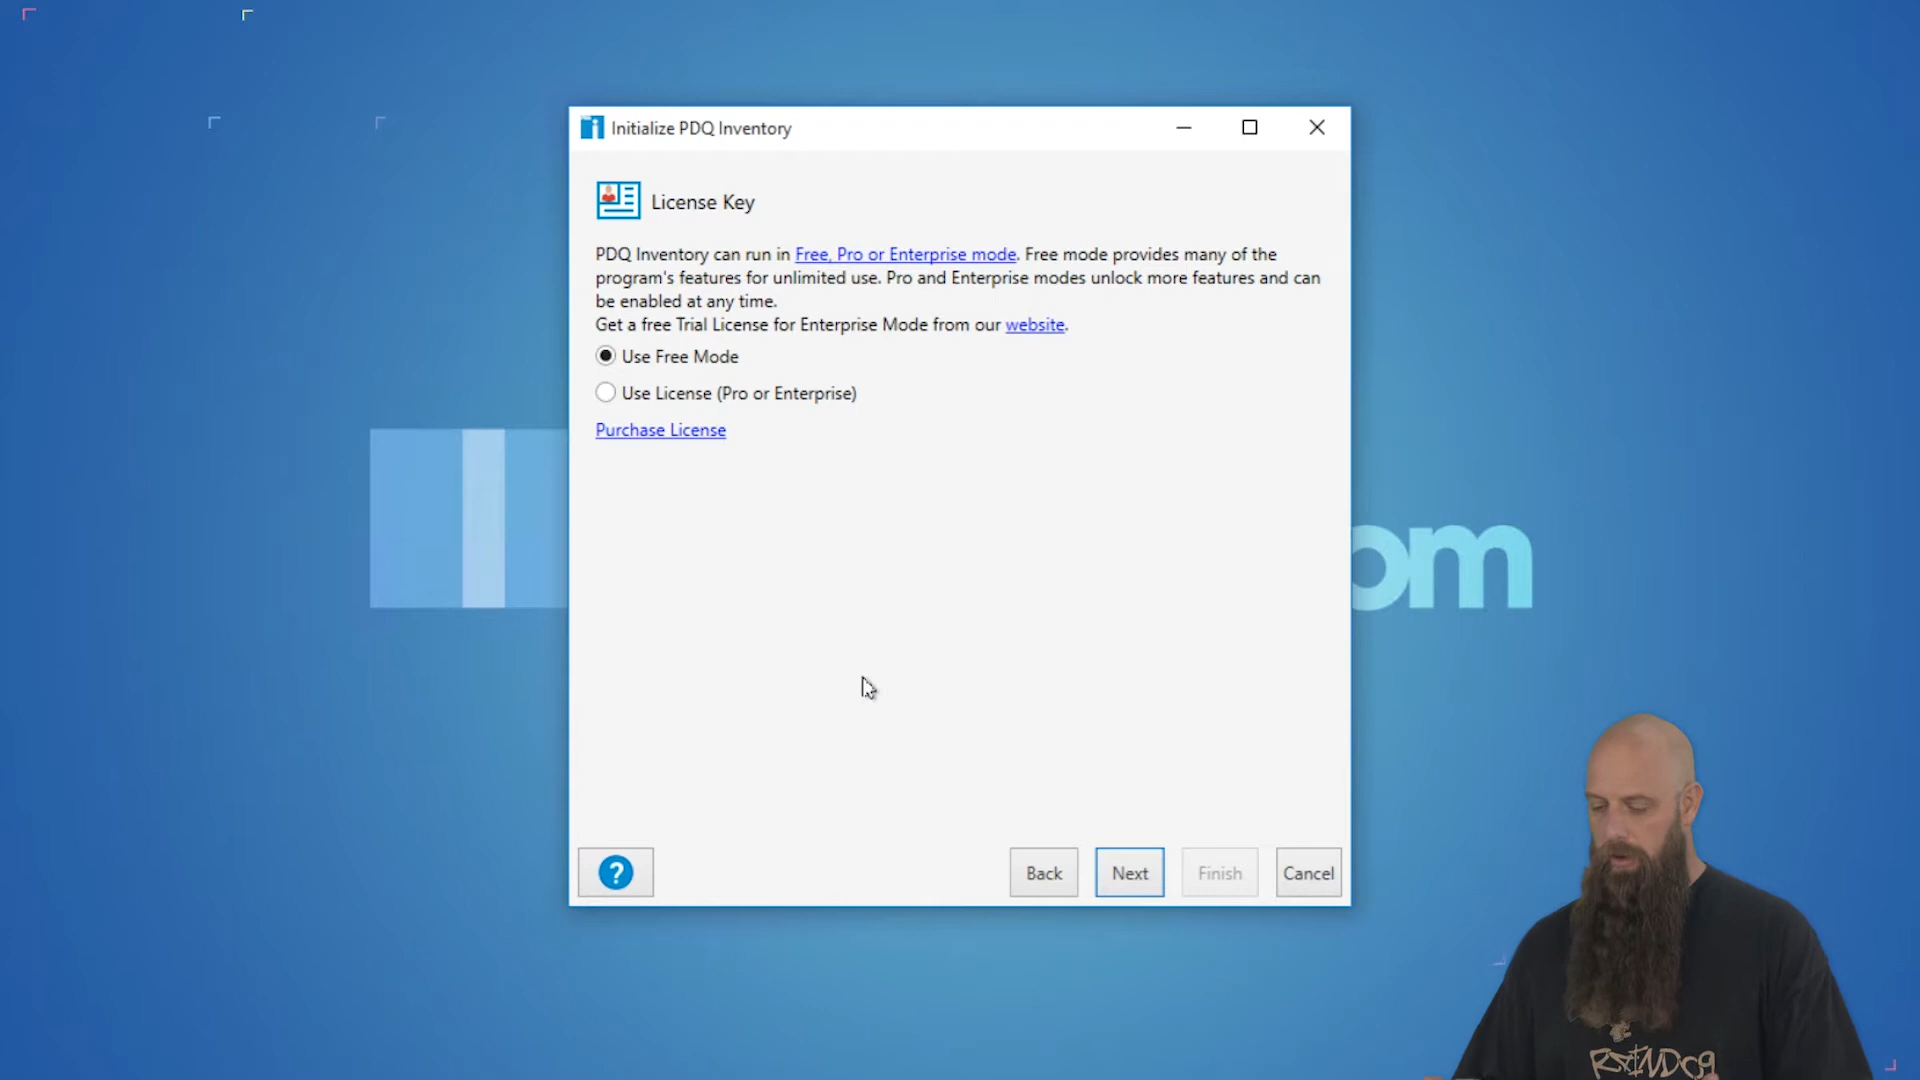 Initialize PDQ Inventory
License Key
PDQ Inventory can run in Free, Pro or Enterprise mode. Free mode provides many of the
program's features for unlimited use. Pro and Enterprise modes unlock more features and can
be enabled at any time.
Get a free Trial License for Enterprise Mode from our website.
Use Free Mode
Use License (Pro or Enterprise)
Purchase License
om
?
Back
Next
Finish
Cancel